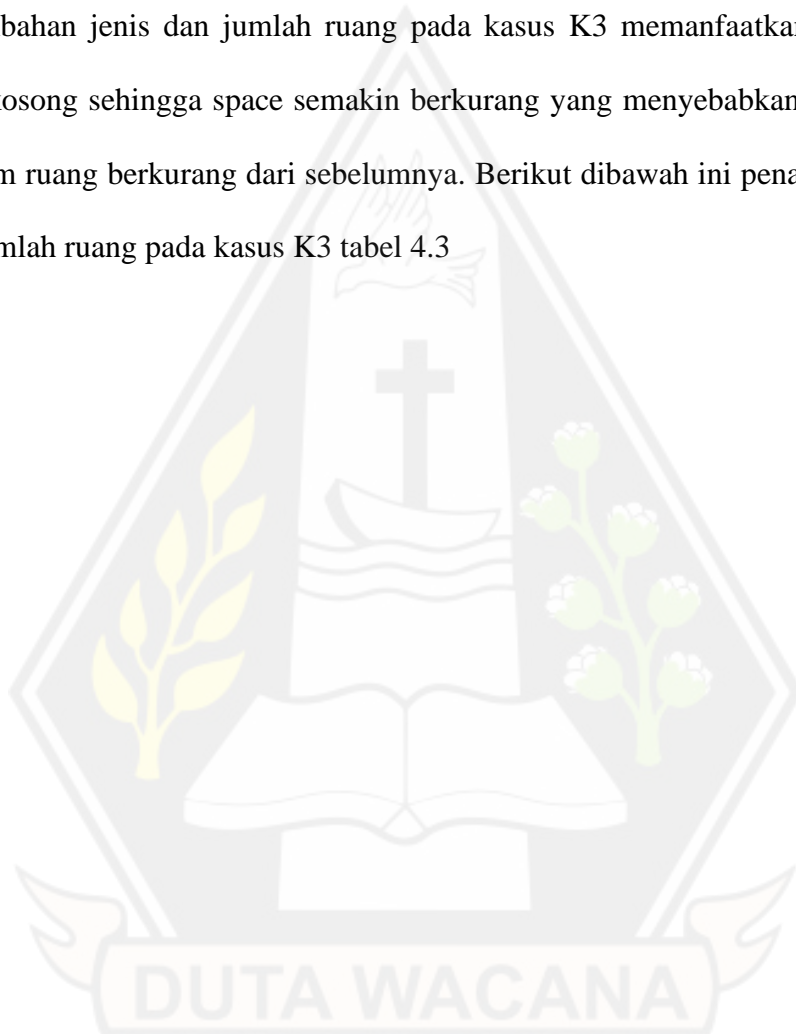 bahan jenis dan jumlah ruang pada kasus K3 memanfaatkan
kosong sehingga space semakin berkurang yang menyebabkan
m ruang berkurang dari sebelumnya. Berikut dibawah ini pena
mlah ruang pada kasus K3 tabel 4.3
DUTA WACANA